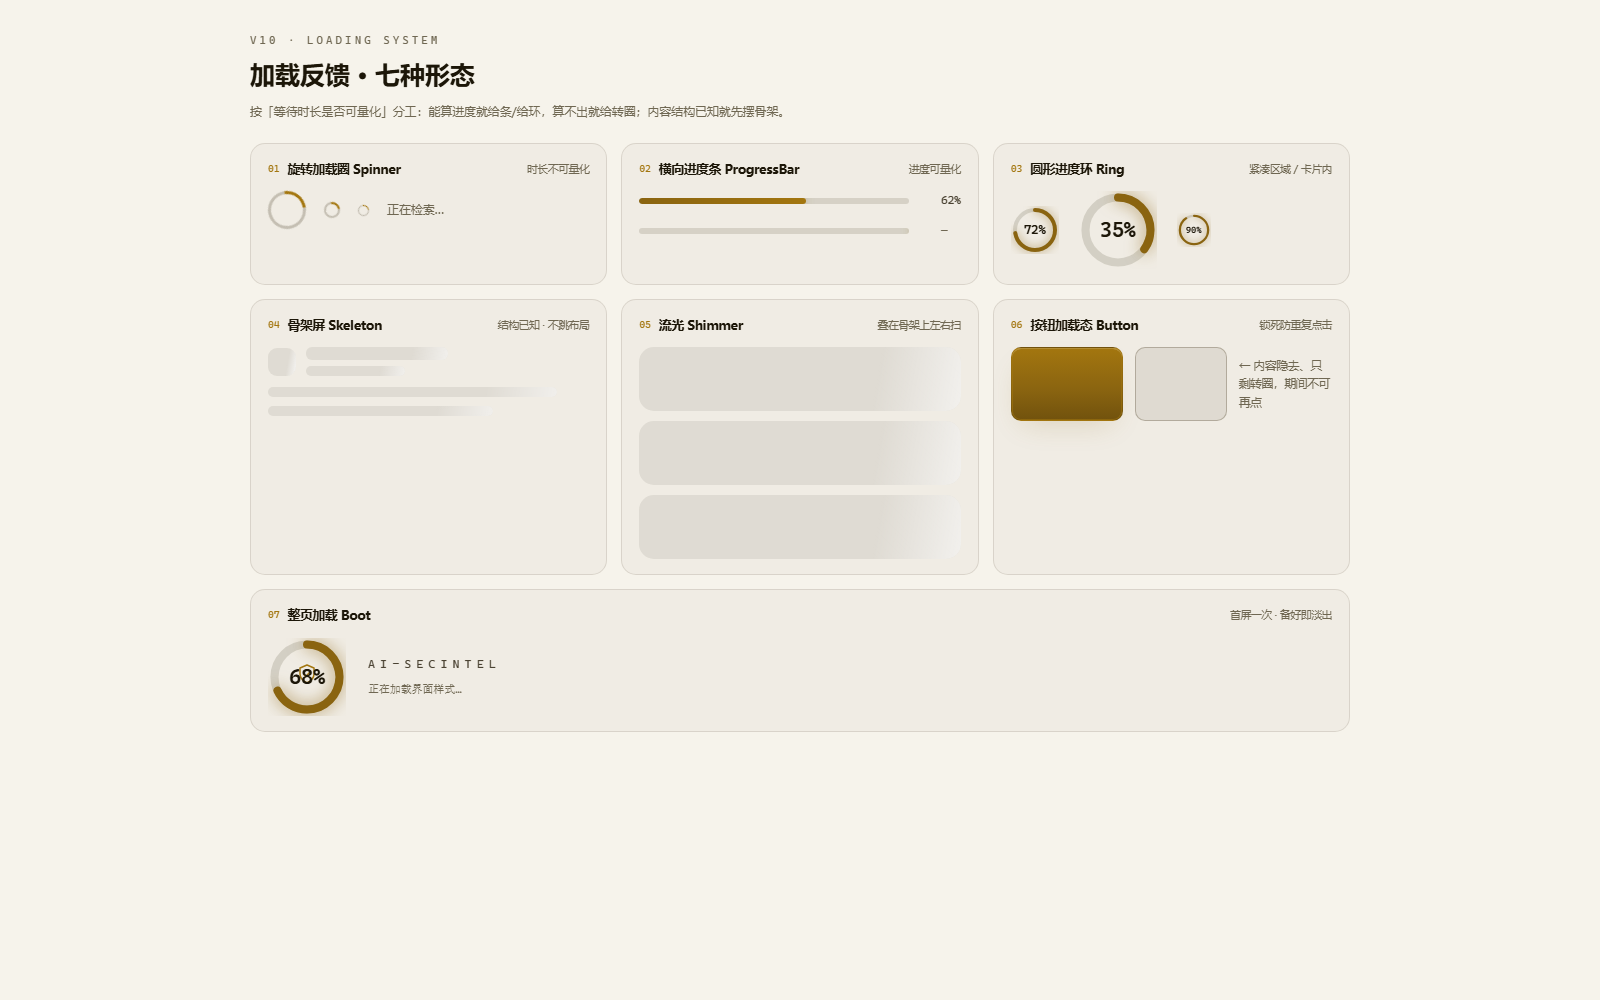 V10 · LOADING SYSTEM
加载反馈 · 七种形态
按「等待时长是否可量化」分工：能算进度就给条/给环，算不出就给转圈；内容结构已知就先摆骨架。
01 旋转加载圈 Spinner 时长不可量化
正在检索…
02 横向进度条 ProgressBar 进度可量化
62%
—
03 圆形进度环 Ring 紧凑区域 / 卡片内
72% 35% 90%
04 骨架屏 Skeleton 结构已知 · 不跳布局
05 流光 Shimmer 叠在骨架上左右扫
06 按钮加载态 Button 锁死防重复点击
← 内容隐去、只
剩转圈，期间不可
再点
07 整页加载 Boot 首屏一次 · 备好即淡出
68%
AI-SECINTEL
正在加载界面样式…